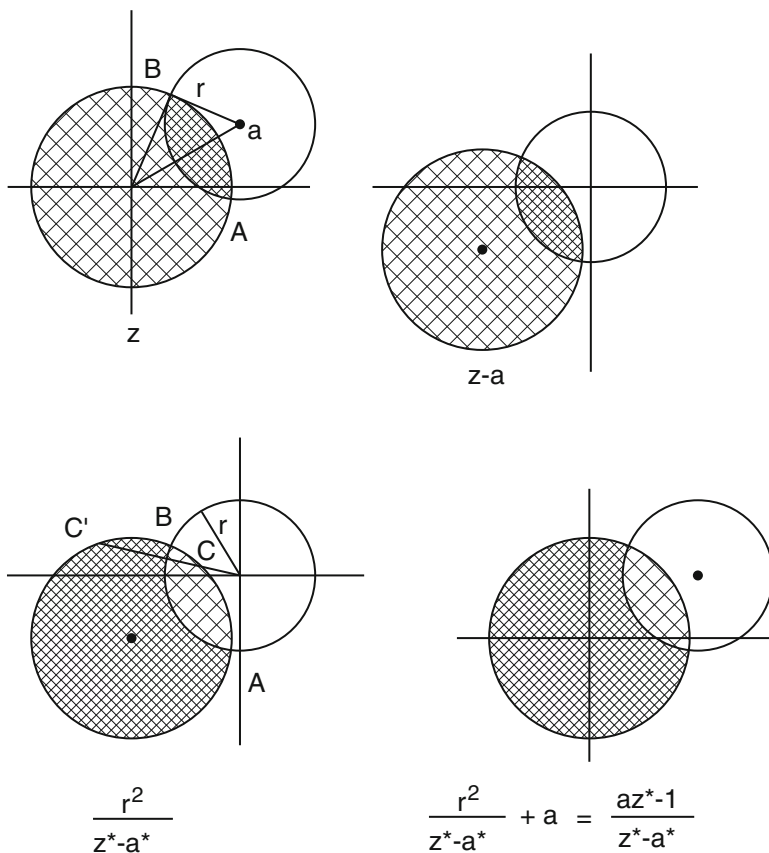 B
r
a
A
z
z-a
C'
B
r
C
A
r²
z*-a*
r² + a = az*-1
z*-a* z*-a*